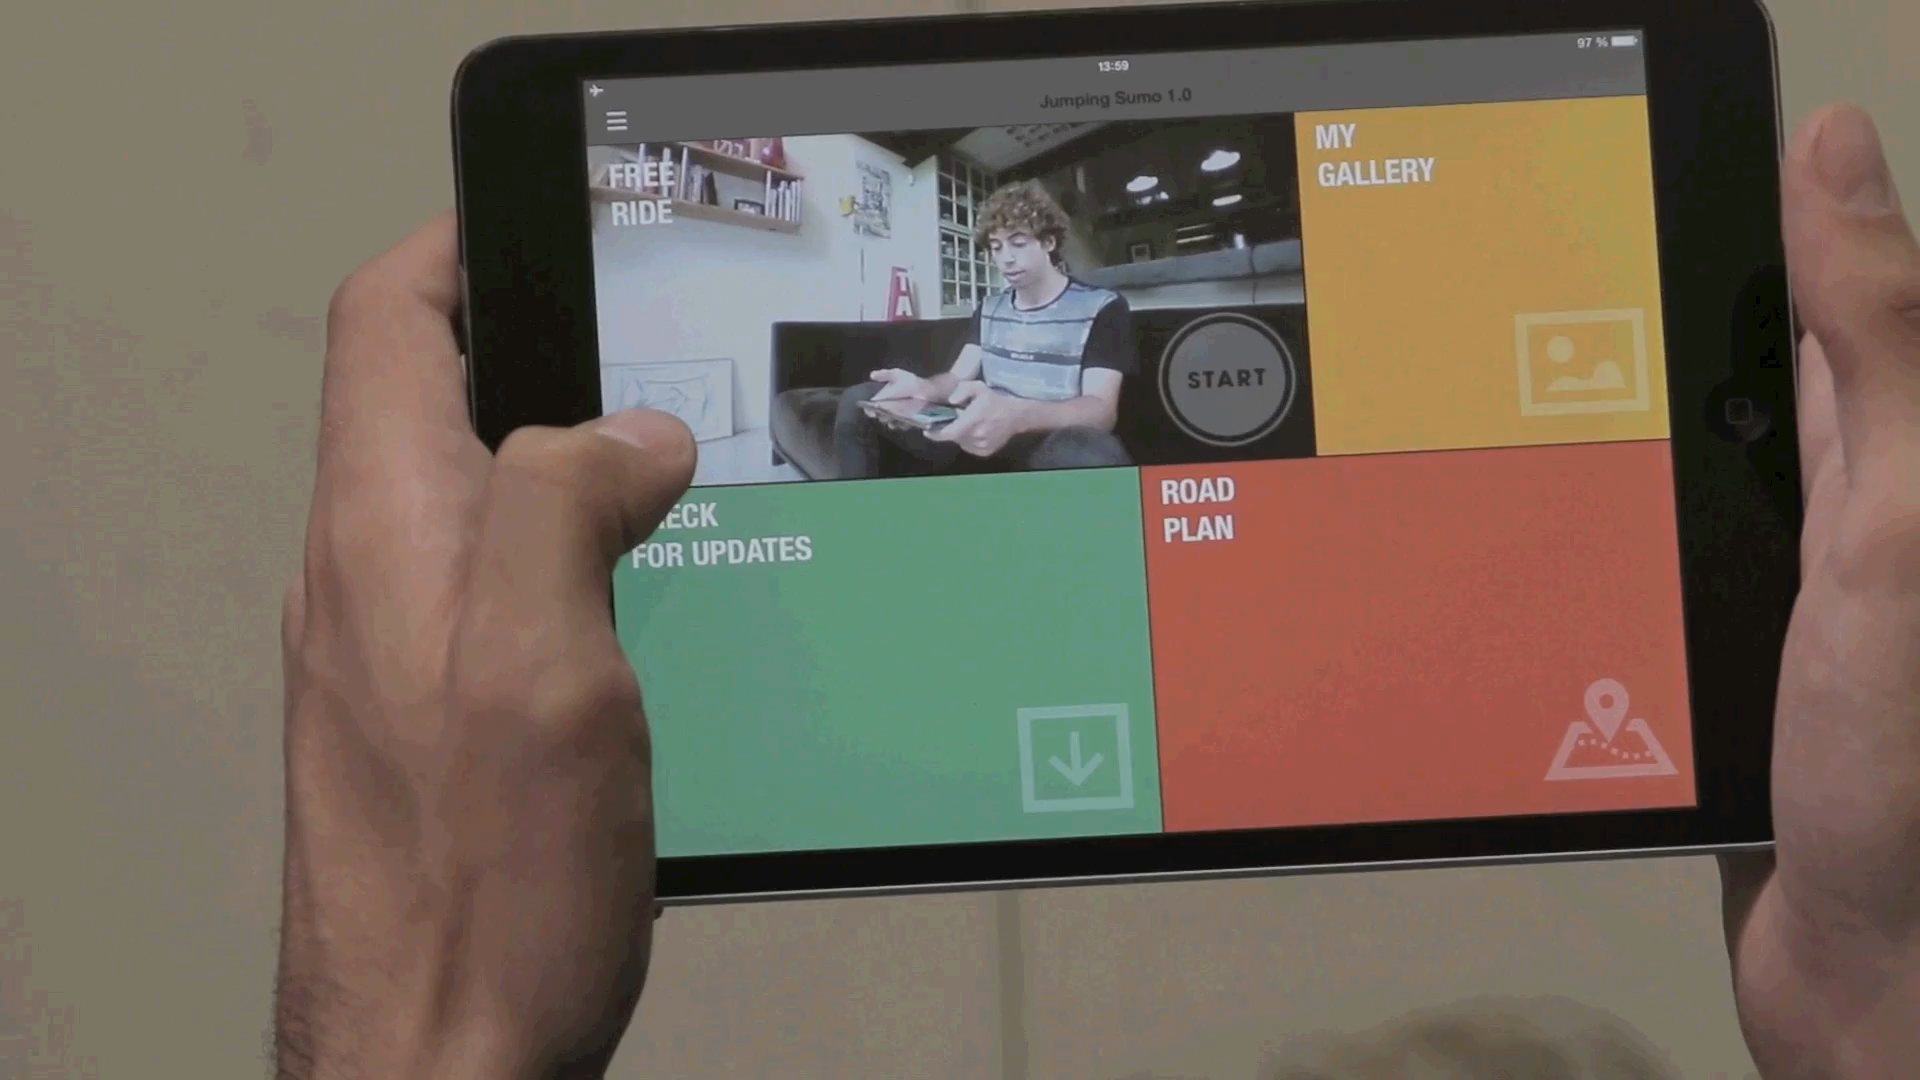 97 %
13:59
Jumping Sumo 1.0
FREE
RIDE
START
MY
GALLERY
ECK
FOR UPDATES
ROAD
PLAN